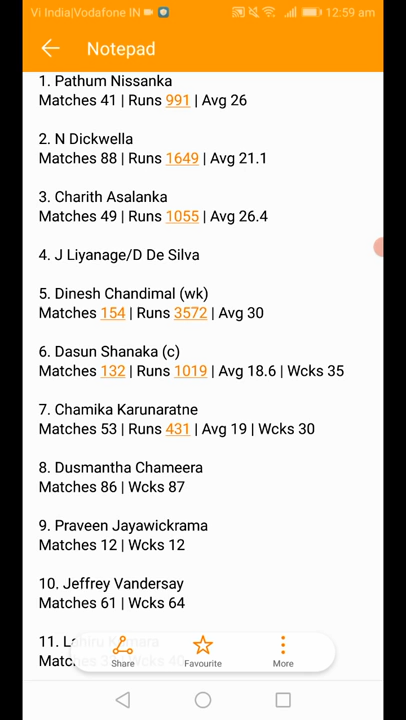 Vi India|Vodafone IN
12:59 am
Notepad
1. Pathum Nissanka
Matches 41 | Runs 991 | Avg 26
2. N Dickwella
Matches 88 | Runs 1649 | Avg 21.1
3. Charith Asalanka
Matches 49 | Runs 1055 | Avg 26.4
4. J Liyanage/D De Silva
5. Dinesh Chandimal (wk)
Matches 154 | Runs 3572 | Avg 30
6. Dasun Shanaka (c)
Matches 132 | Runs 1019 | Avg 18.6 | Wcks 35
7. Chamika Karunaratne
Matches 53 | Runs 431 | Avg 19 | Wcks 30
8. Dusmantha Chameera
Matches 86 | Wcks 87
9. Praveen Jayawickrama
Matches 12 | Wcks 12
10. Jeffrey Vandersay
Matches 61 | Wcks 64
11. Lahiru Kumara
Share Favourite More